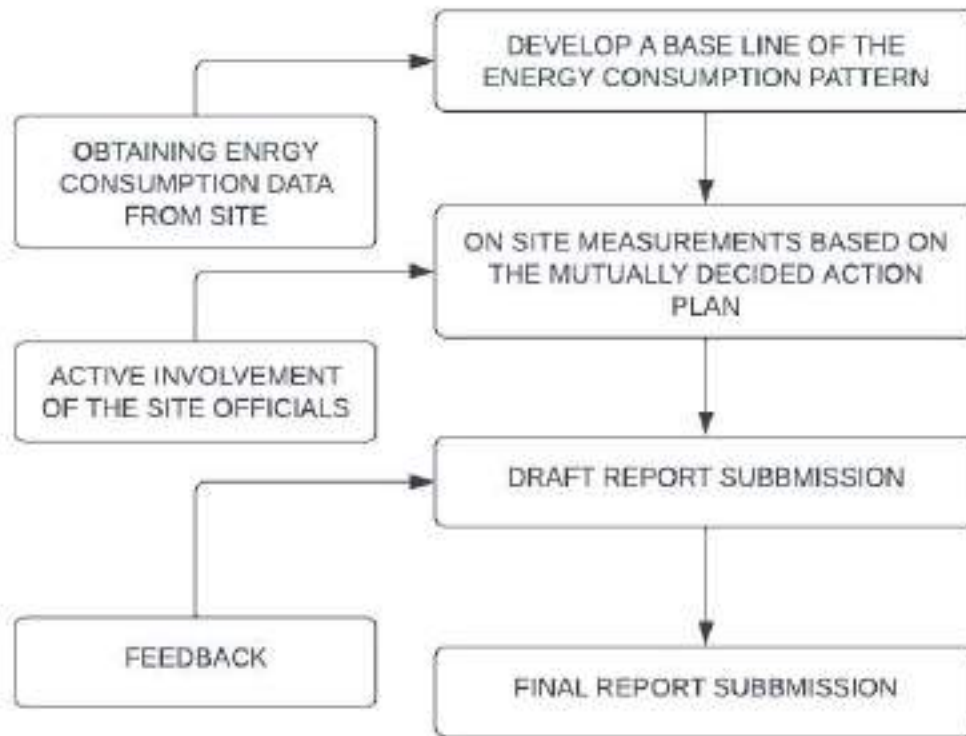 DEVELOP A BASE LINE OF THE
ENERGY CONSUMPTION PATTERN
OBTAINING ENRGY
CONSUMPTION DATA
FROM SITE
ON SITE MEASUREMENTS BASED ON
THE MUTUALLY DECIDED ACTION
PLAN
ACTIVE INVOLVEMENT
OF THE SITE OFFICIALS
DRAFT REPORT SUBBMISSION
FEEDBACK
FINAL REPORT SUBBMISSION